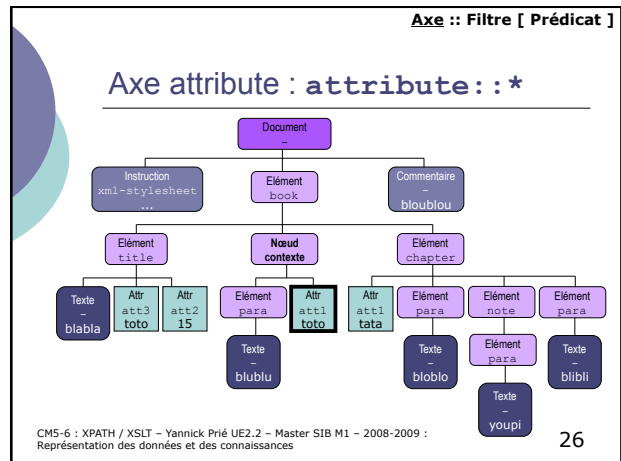 Axe :: Filtre [ Prédicat ]
Axe attribute : attribute::*
Document
–
Instruction
xml-stylesheet
...
Elément
book
Commentaire
–
bloublou
Elément
title
Nœud
contexte
Elément
chapter
Texte
–
blabla
Attr
att3
toto
Attr
att2
15
Elément
para
Attr
att1
toto
Attr
att1
tata
Elément
para
Elément
note
Elément
para
Texte
–
blublu
Texte
–
bloblo
Elément
para
Texte
–
blibli
Texte
–
youpi
CM5-6 : XPATH / XSLT – Yannick Prié UE2.2 – Master SIB M1 – 2008-2009 :
Représentation des données et des connaissances
26